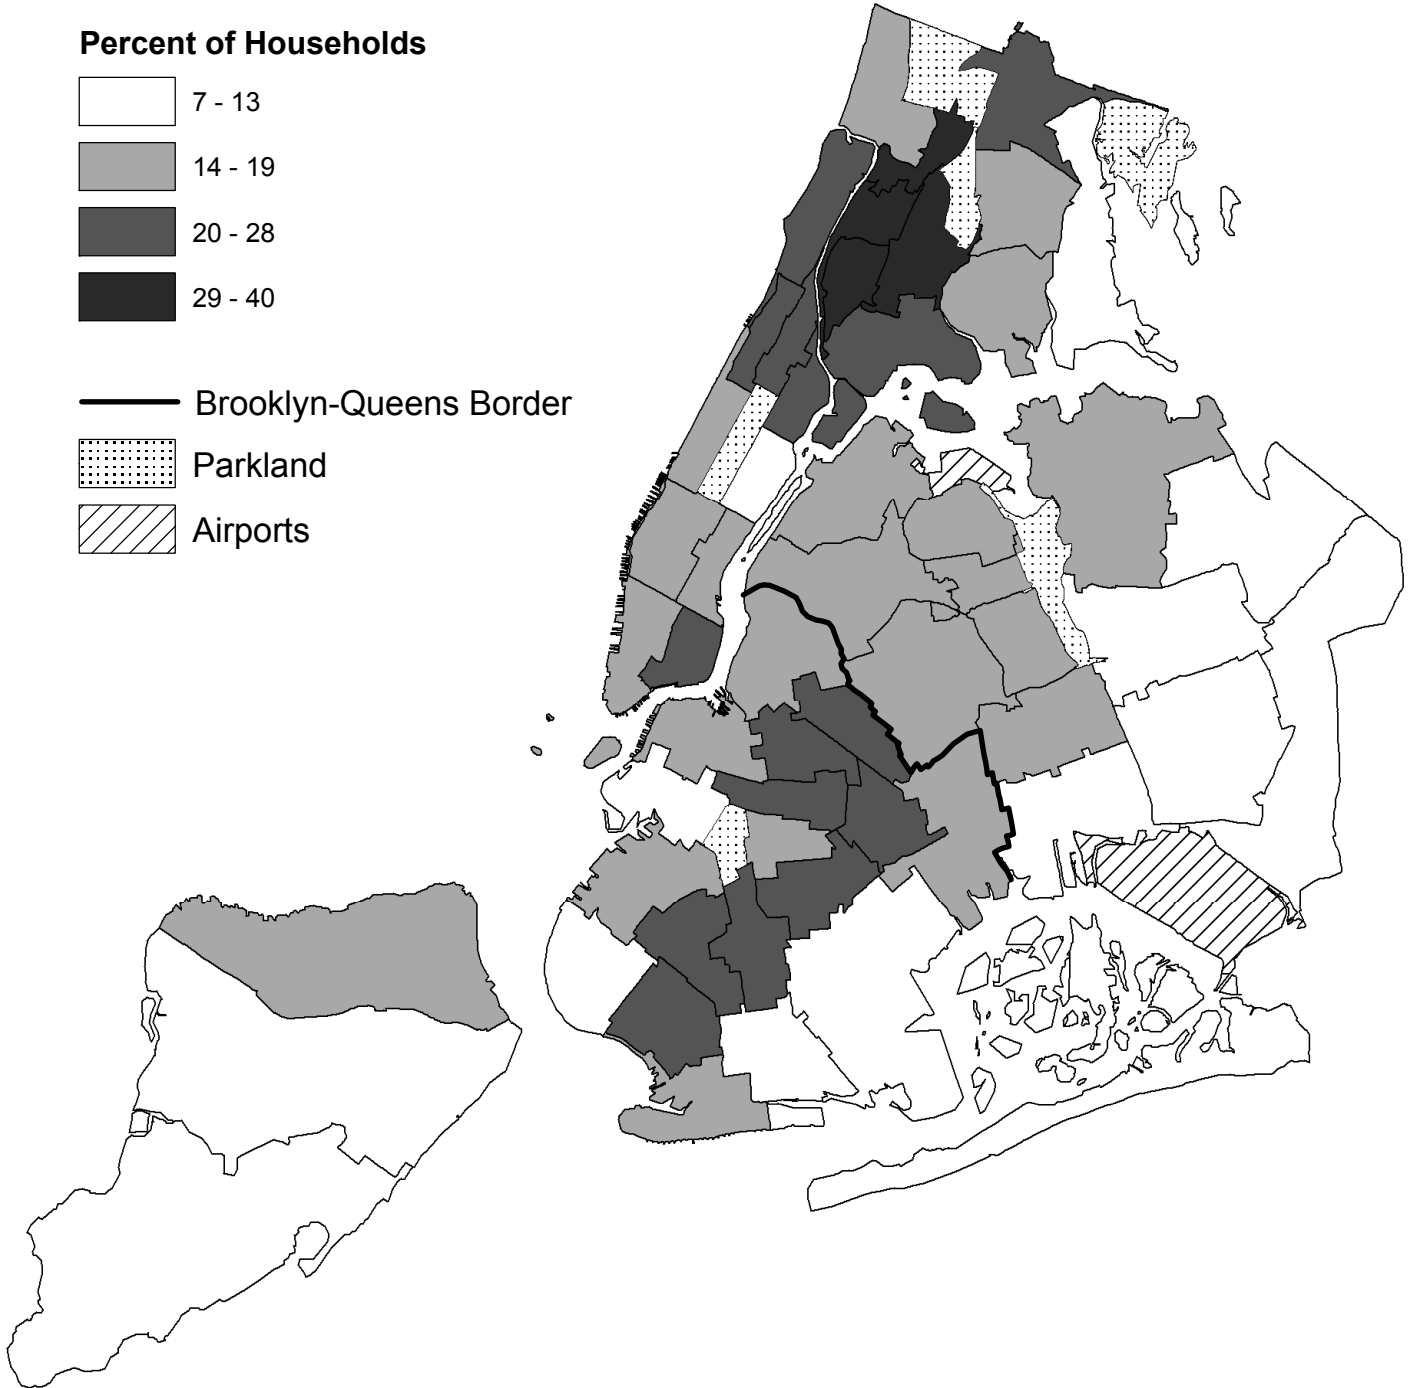 Percent of Households
7 - 13
14 - 19
20 - 28
29 - 40
Brooklyn-Queens Border
Parkland
Airports